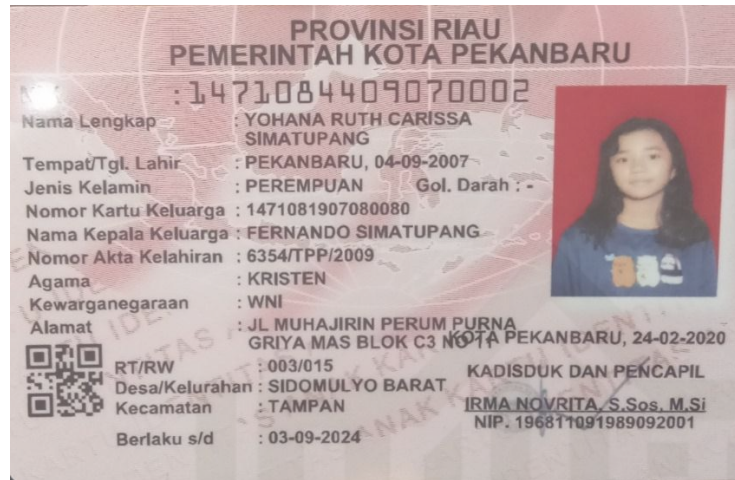 PROVINSI RIAU
PEMERINTAH KOTA PEKANBARU
: 1471084409070002
Nama Lengkap : YOHANA RUTH CARISSA
SIMATUPANG
Tempat/Tgl. Lahir : PEKANBARU, 04-09-2007
Jenis Kelamin : PEREMPUAN Gol. Darah : -
Nomor Kartu Keluarga : 1471081907080080
Nama Kepala Keluarga : FERNANDO SIMATUPANG
Nomor Akta Kelahiran : 6354/TPP/2009
Agama : KRISTEN
Kewarganegaraan : WNI
Alamat : JL MUHAJIRIN PERUM PURNA
GRIYA MAS BLOK C3
RT/RW : 003/015
Desa/Kelurahan : SIDOMULYO BARAT
Kecamatan : TAMPAN
Berlaku s/d : 03-09-2024
KOTA PEKANBARU, 24-02-2020
KADISDUK DAN PENCAPIL
IRMA NOVRITA, S.Sos, M.Si
NIP. 196811091989092001